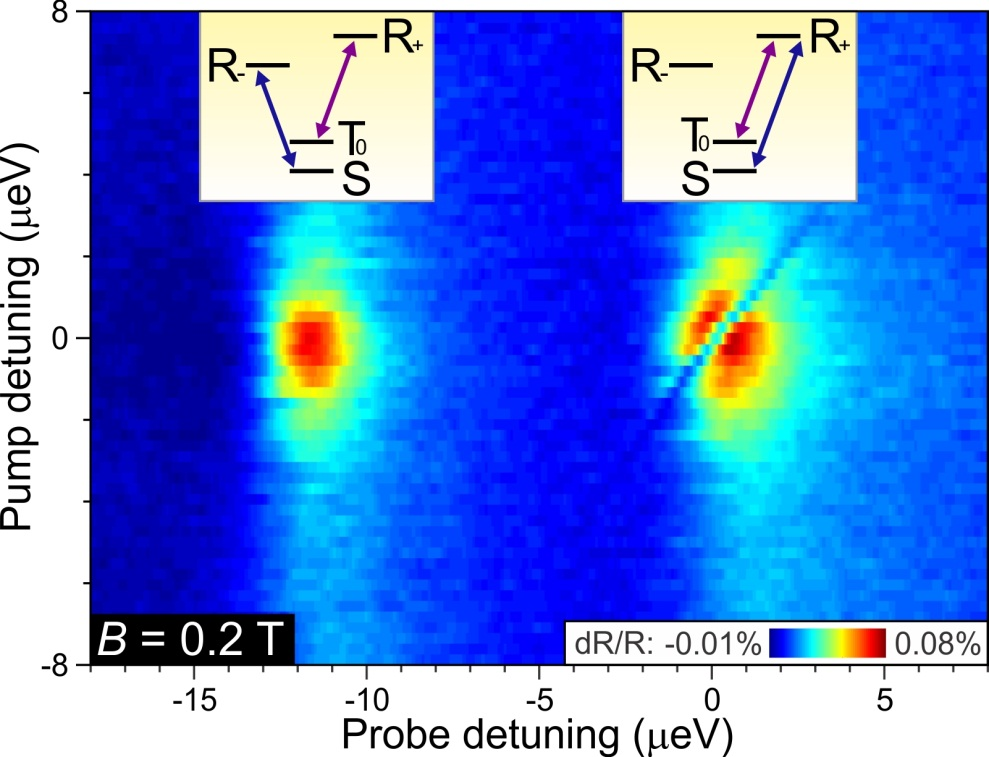 8
R₊
R₋
T₀
S
R₊
R₋
T₀
S
Pump detuning (μeV)
0
B = 0.2 T
dR/R: -0.01% 0.08%
-8
-15 -10 -5 0 5
Probe detuning (μeV)